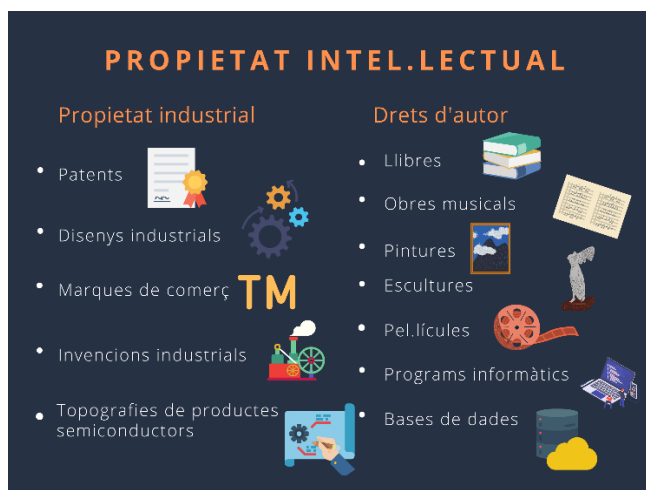 PROPIETAT INTEL.LECTUAL
Propietat industrial
Patents
Disenys industrials
Marques de comerç
TM
Invencions industrials
Topografies de productes
semiconductors
Drets d'autor
Llibres
Obres musicals
Pintures
Escultures
Pel.lícules
Programs informàtics
Bases de dades